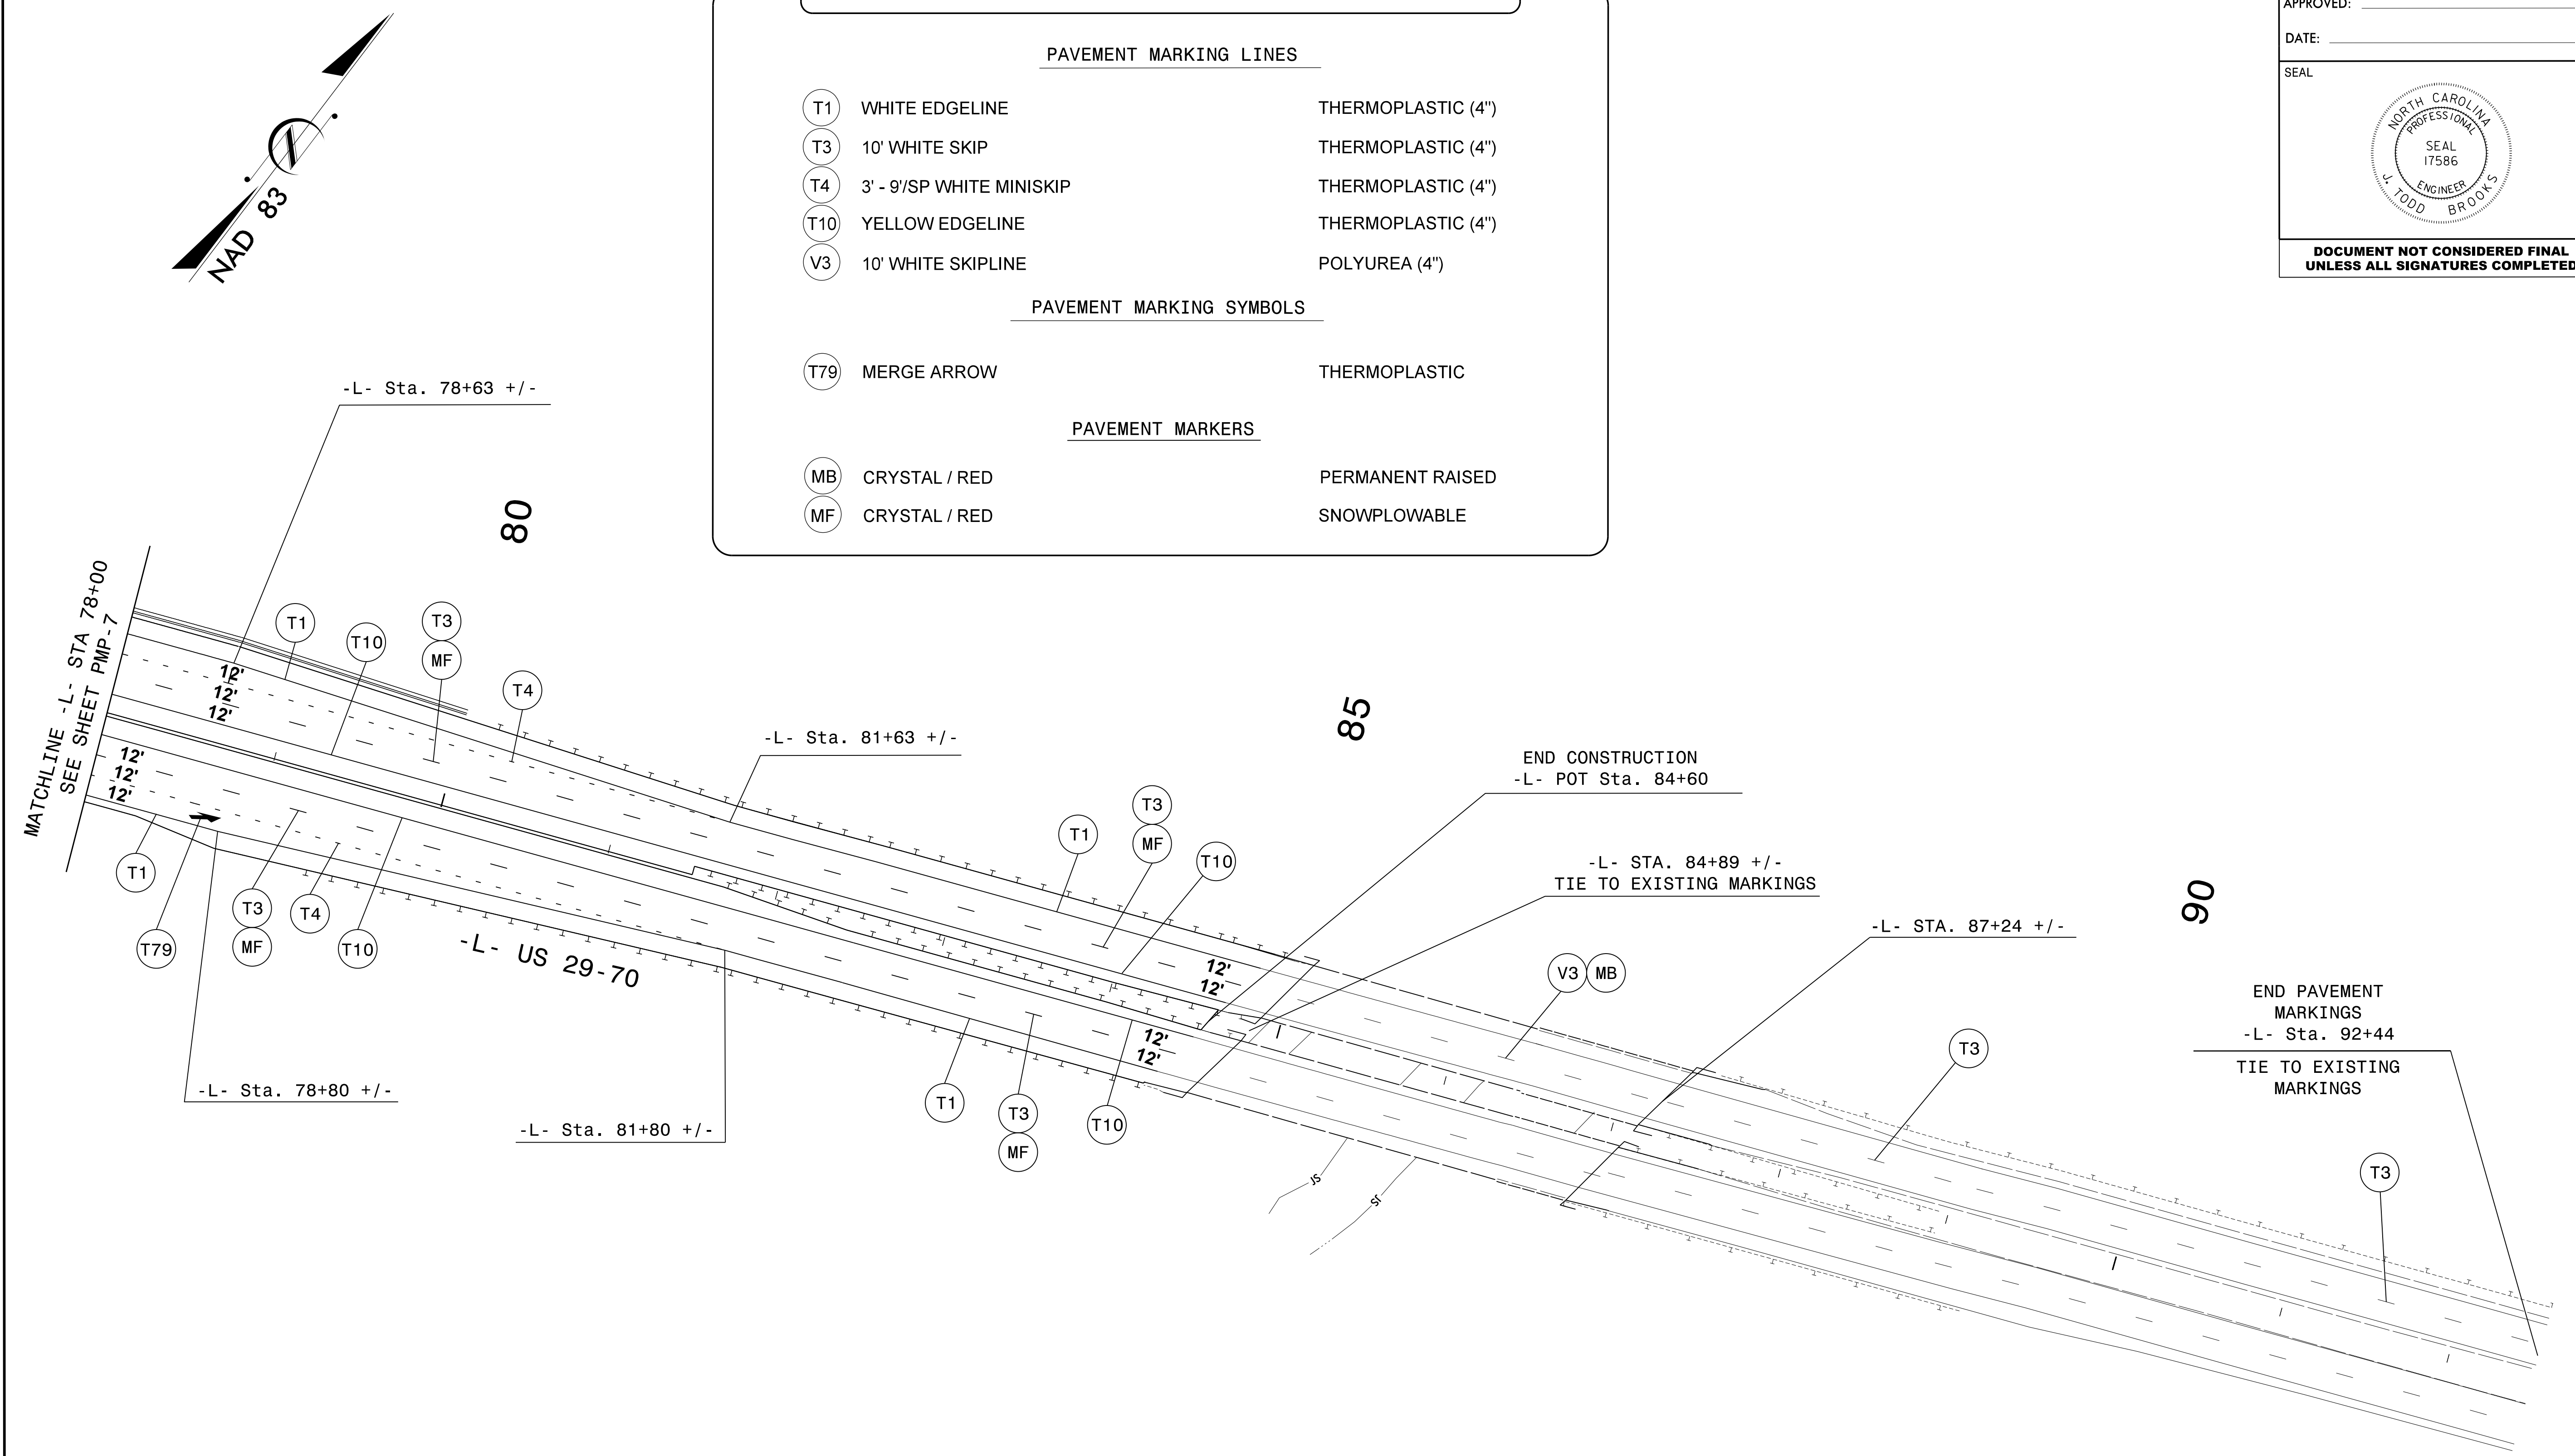 APPROVED:
DATE:
SEAL
NORTH CAROLINA
PROFESSIONAL
SEAL
17586
ENGINEER
J. TODD BROOKS
DOCUMENT NOT CONSIDERED FINAL
UNLESS ALL SIGNATURES COMPLETED
NAD 83
PAVEMENT MARKING LINES
T1 WHITE EDGELINE THERMOPLASTIC (4")
T3 10' WHITE SKIP THERMOPLASTIC (4")
T4 3' - 9'/SP WHITE MINISKIP THERMOPLASTIC (4")
T10 YELLOW EDGELINE THERMOPLASTIC (4")
V3 10' WHITE SKIPLINE POLYUREA (4")
PAVEMENT MARKING SYMBOLS
T79 MERGE ARROW THERMOPLASTIC
PAVEMENT MARKERS
MB CRYSTAL / RED PERMANENT RAISED
MF CRYSTAL / RED SNOWPLOWABLE
-L- Sta. 78+63 +/-
80
MATCHLINE -L- STA 78+00
SEE SHEET PMP-7
T1
T10
T3
MF
T4
12'
12'
12'
12'
12'
12'
-L- Sta. 81+63 +/-
85
END CONSTRUCTION
-L- POT Sta. 84+60
T1
T3
MF
T10
-L- STA. 84+89 +/-
TIE TO EXISTING MARKINGS
T1
T79
T3
MF
T4
T10
-L- US 29-70
12'
12'
12'
12'
V3 MB
-L- STA. 87+24 +/-
90
END PAVEMENT
MARKINGS
-L- Sta. 92+44
TIE TO EXISTING
MARKINGS
T3
T3
-L- Sta. 78+80 +/-
-L- Sta. 81+80 +/-
T1
T3
MF
T10
JS
JS